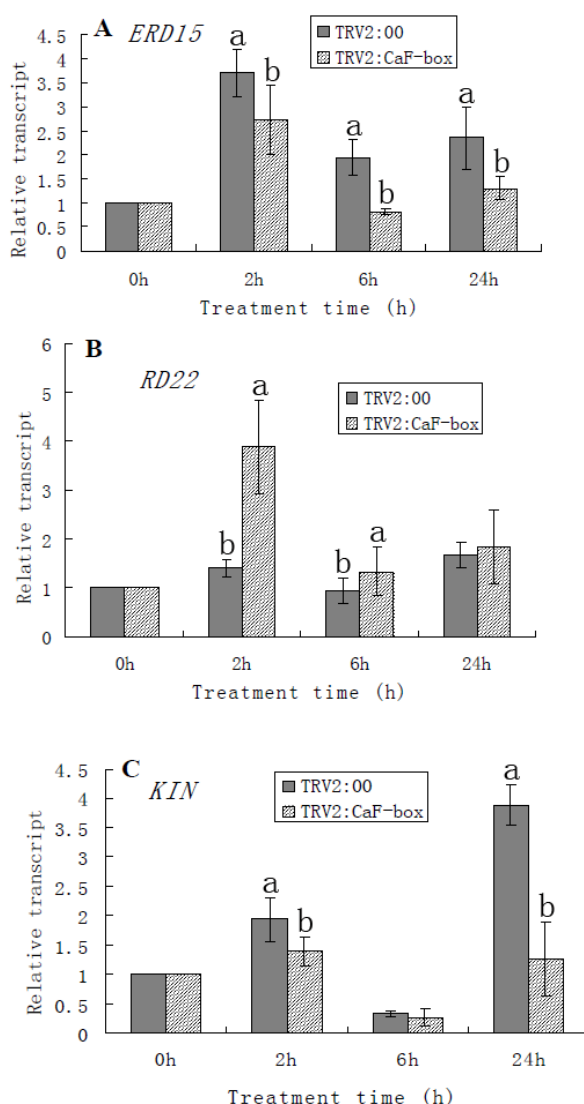 A ERD15
TRV2:00
TRV2:CaF-box
Relative transcript
4.5
4
3.5
3
2.5
2
1.5
1
0.5
0
a
b
a
b
a
b
0h 2h 6h 24h
Treatment time (h)
B RD22
TRV2:00
TRV2:CaF-box
Relative transcript
6
5
4
3
2
1
0
b
a
b
a
0h 2h 6h 24h
Treatment time (h)
C KIN
TRV2:00
TRV2:CaF-box
Relative transcript
4.5
4
3.5
3
2.5
2
1.5
1
0.5
0
a
b
a
b
0h 2h 6h 24h
Treatment time (h)